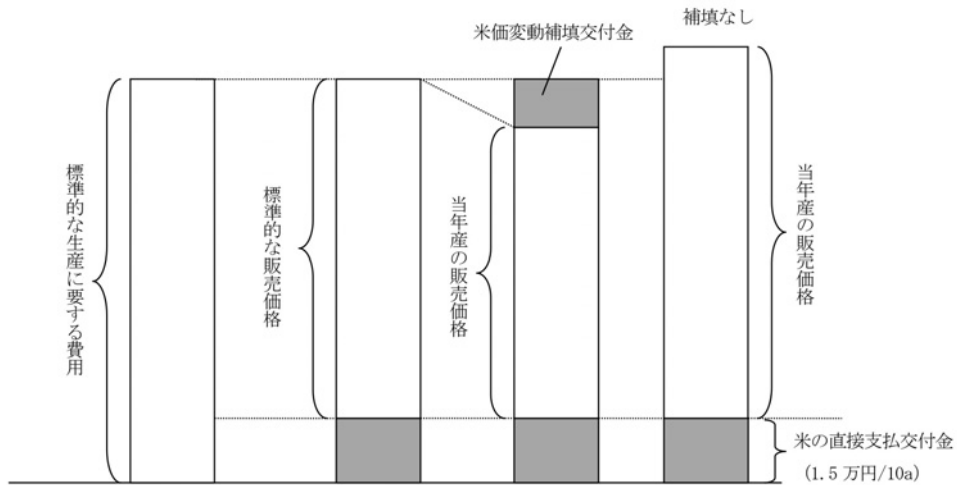 補填なし
米価変動補填交付金
標準的な生産に要する費用
標準的な販売価格
当年産の販売価格
当年産の販売価格
米の直接支払交付金
(1.5 万円/10a)